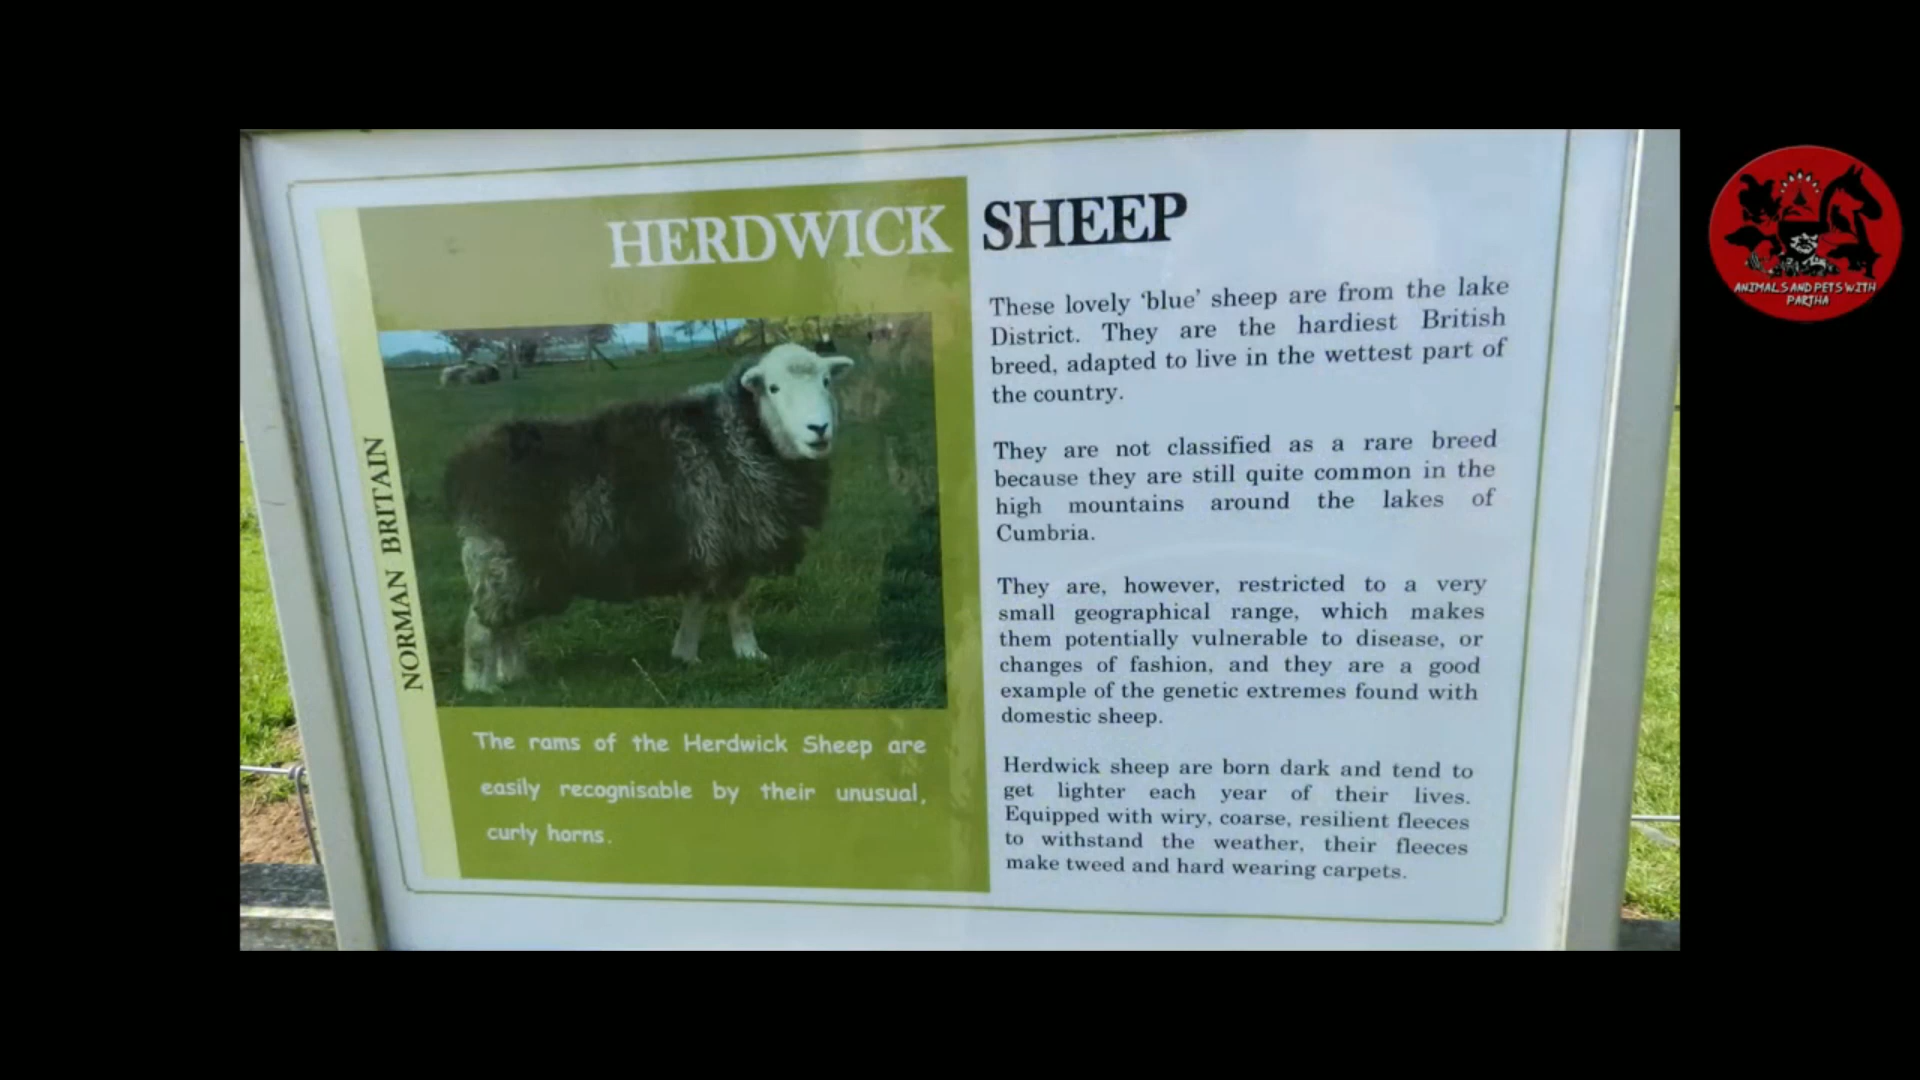 HERDWICK SHEEP
NORMAN BRITAIN
The rams of the Herdwick Sheep are
easily recognisable by their unusual,
curly horns.
These lovely ‘blue’ sheep are from the lake
District. They are the hardiest British
breed, adapted to live in the wettest part of
the country.
They are not classified as a rare breed
because they are still quite common in the
high mountains around the lakes of
Cumbria.
They are, however, restricted to a very
small geographical range, which makes
them potentially vulnerable to disease, or
changes of fashion, and they are a good
example of the genetic extremes found with
domestic sheep.
Herdwick sheep are born dark and tend to
get lighter each year of their lives.
Equipped with wiry, coarse, resilient fleeces
to withstand the weather, their fleeces
make tweed and hard wearing carpets.
ANIMALS AND PETS WITH
PARTHA